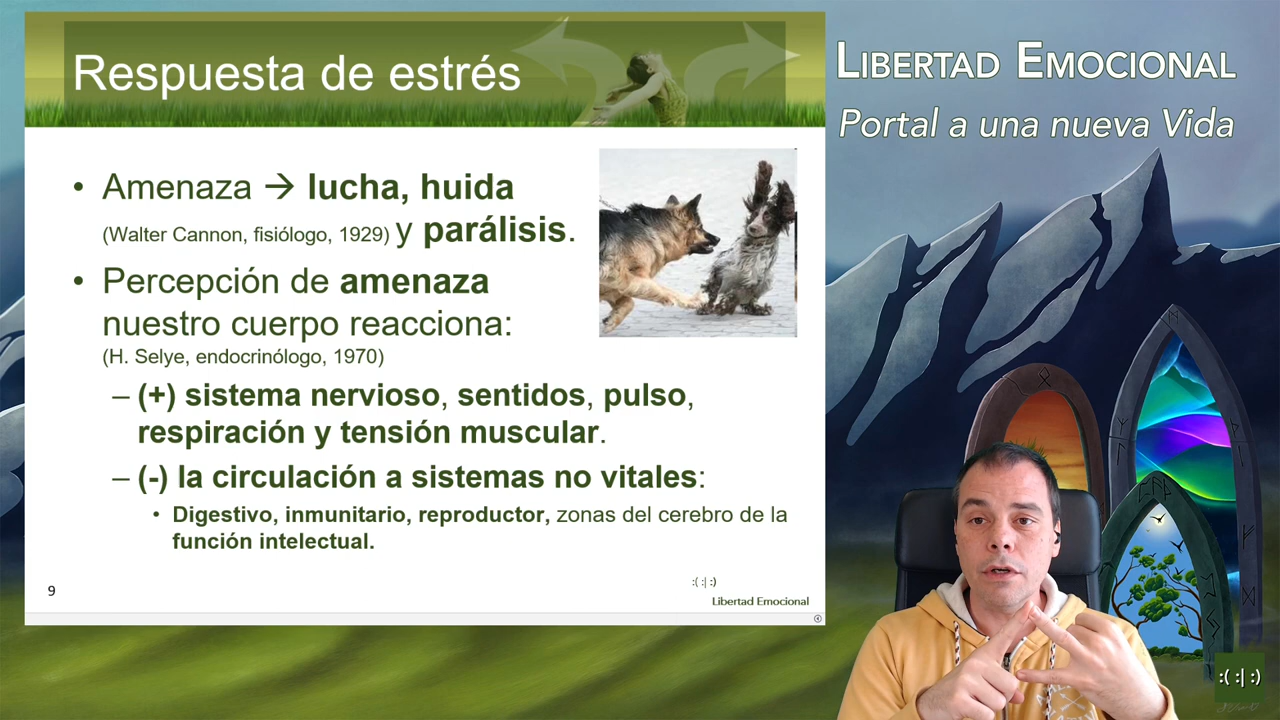 Respuesta de estrés
LIBERTAD EMOCIONAL
Portal a una nueva Vida
• Amenaza → lucha, huida
(Walter Cannon, fisiólogo, 1929) y parálisis.
• Percepción de amenaza
nuestro cuerpo reacciona:
(H. Selye, endocrinólogo, 1970)
– (+) sistema nervioso, sentidos, pulso,
respiración y tensión muscular.
– (-) la circulación a sistemas no vitales:
• Digestivo, inmunitario, reproductor, zonas del cerebro de la
función intelectual.
9
:( :| :)
Libertad Emocional
:( :| :)